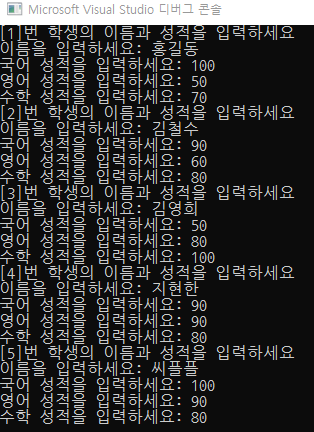 Microsoft Visual Studio 디버그 콘솔
[1]번 학생의 이름과 성적을 입력하세요
이름을 입력하세요: 홍길동
국어 성적을 입력하세요: 100
영어 성적을 입력하세요: 50
수학 성적을 입력하세요: 70
[2]번 학생의 이름과 성적을 입력하세요
이름을 입력하세요: 김철수
국어 성적을 입력하세요: 90
영어 성적을 입력하세요: 60
수학 성적을 입력하세요: 80
[3]번 학생의 이름과 성적을 입력하세요
이름을 입력하세요: 김영희
국어 성적을 입력하세요: 50
영어 성적을 입력하세요: 80
수학 성적을 입력하세요: 100
[4]번 학생의 이름과 성적을 입력하세요
이름을 입력하세요: 지현한
국어 성적을 입력하세요: 90
영어 성적을 입력하세요: 90
수학 성적을 입력하세요: 80
[5]번 학생의 이름과 성적을 입력하세요
이름을 입력하세요: 씨플플
국어 성적을 입력하세요: 100
영어 성적을 입력하세요: 90
수학 성적을 입력하세요: 80